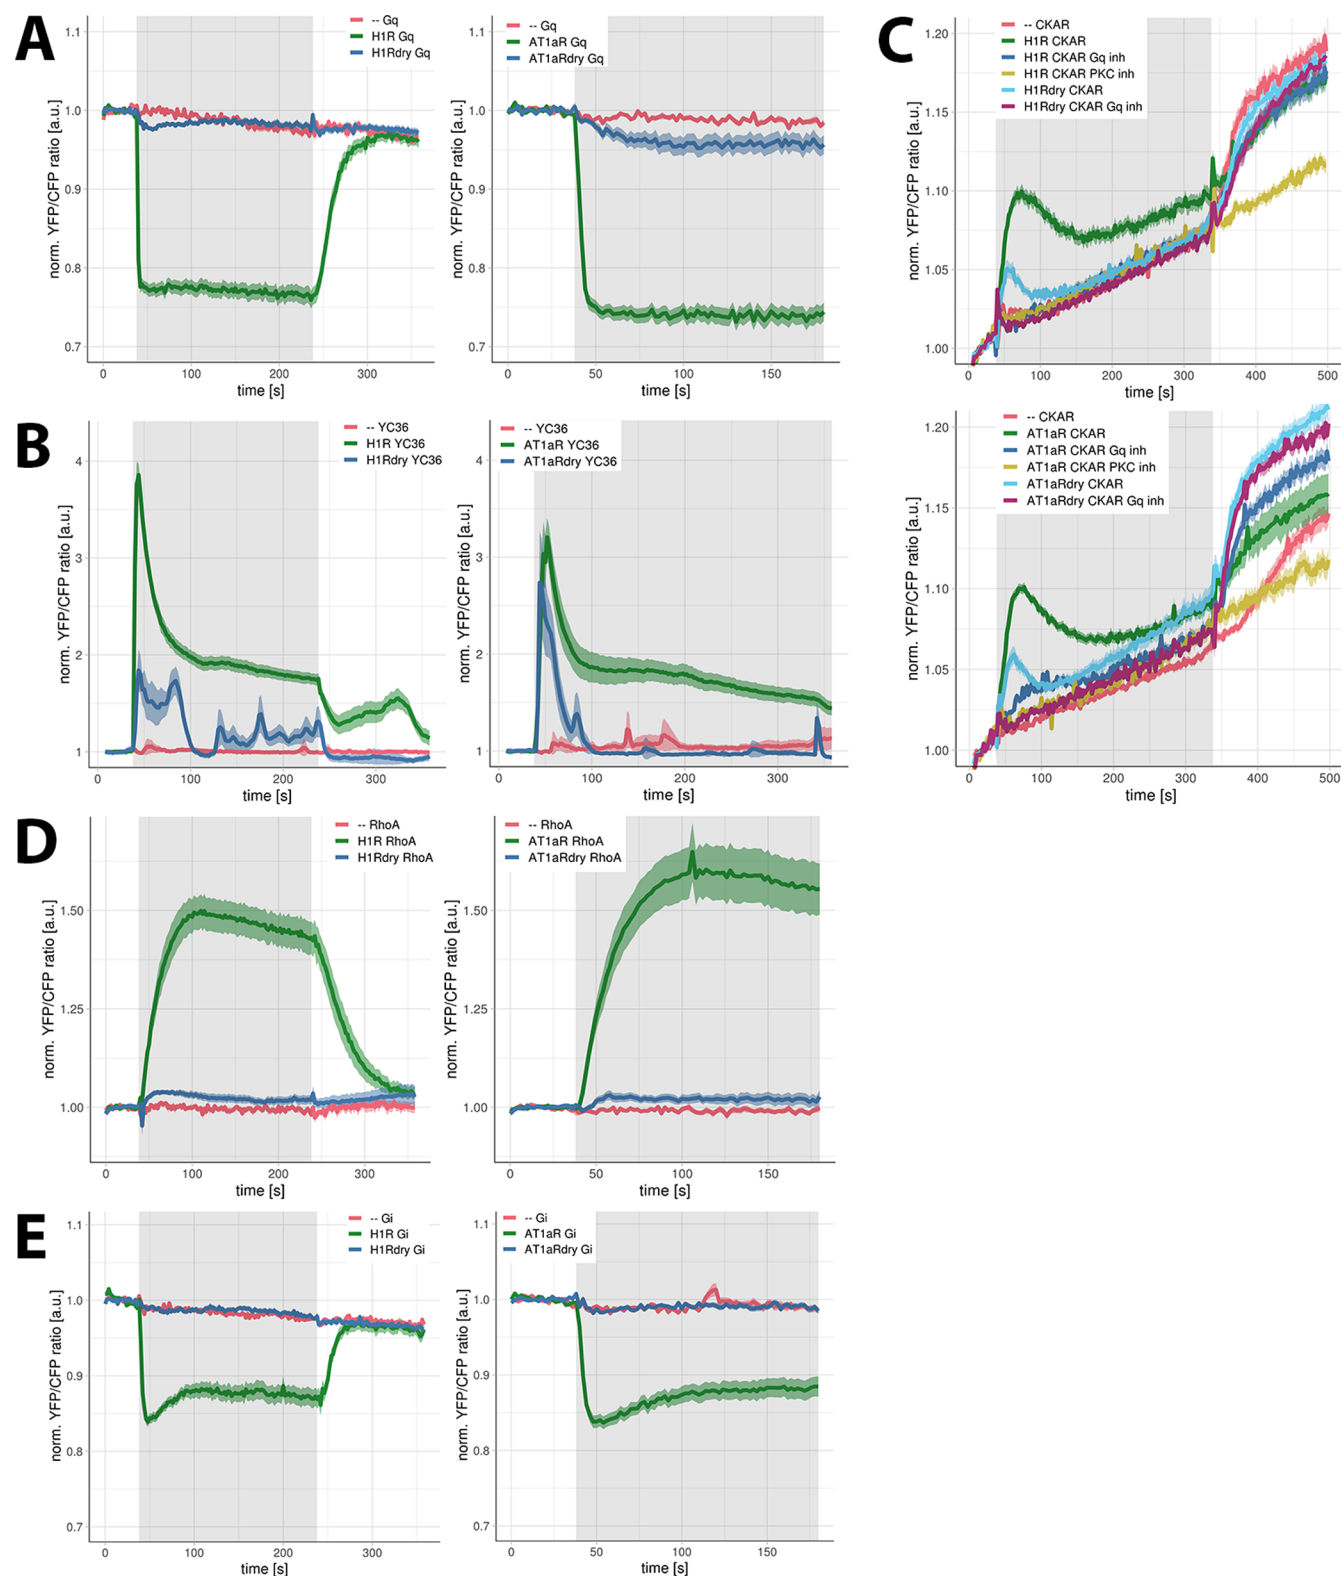 A
norm. YFP/CFP ratio [a.u.]
1.1
1.0
0.9
0.8
0.7
-- Gq
H1R Gq
H1Rdry Gq
0
100
200
300
time [s]
norm. YFP/CFP ratio [a.u.]
1.1
1.0
0.9
0.8
0.7
-- Gq
AT1aR Gq
AT1aRdry Gq
0
50
100
150
time [s]
C
norm. YFP/CFP ratio [a.u.]
1.20
1.15
1.10
1.05
1.00
-- CKAR
H1R CKAR
H1R CKAR Gq inh
H1R CKAR PKC inh
H1Rdry CKAR
H1Rdry CKAR Gq inh
0
100
200
300
400
500
time [s]
norm. YFP/CFP ratio [a.u.]
1.20
1.15
1.10
1.05
1.00
-- CKAR
AT1aR CKAR
AT1aR CKAR Gq inh
AT1aR CKAR PKC inh
AT1aRdry CKAR
AT1aRdry CKAR Gq inh
0
100
200
300
400
500
time [s]
B
norm. YFP/CFP ratio [a.u.]
4
3
2
1
-- YC36
H1R YC36
H1Rdry YC36
0
100
200
300
time [s]
norm. YFP/CFP ratio [a.u.]
4
3
2
1
-- YC36
AT1aR YC36
AT1aRdry YC36
0
100
200
300
time [s]
D
norm. YFP/CFP ratio [a.u.]
1.50
1.25
1.00
-- RhoA
H1R RhoA
H1Rdry RhoA
0
100
200
300
time [s]
norm. YFP/CFP ratio [a.u.]
1.50
1.25
1.00
-- RhoA
AT1aR RhoA
AT1aRdry RhoA
0
50
100
150
time [s]
E
norm. YFP/CFP ratio [a.u.]
1.1
1.0
0.9
0.8
0.7
-- Gi
H1R Gi
H1Rdry Gi
0
100
200
300
time [s]
norm. YFP/CFP ratio [a.u.]
1.1
1.0
0.9
0.8
0.7
-- Gi
AT1aR Gi
AT1aRdry Gi
0
50
100
150
time [s]